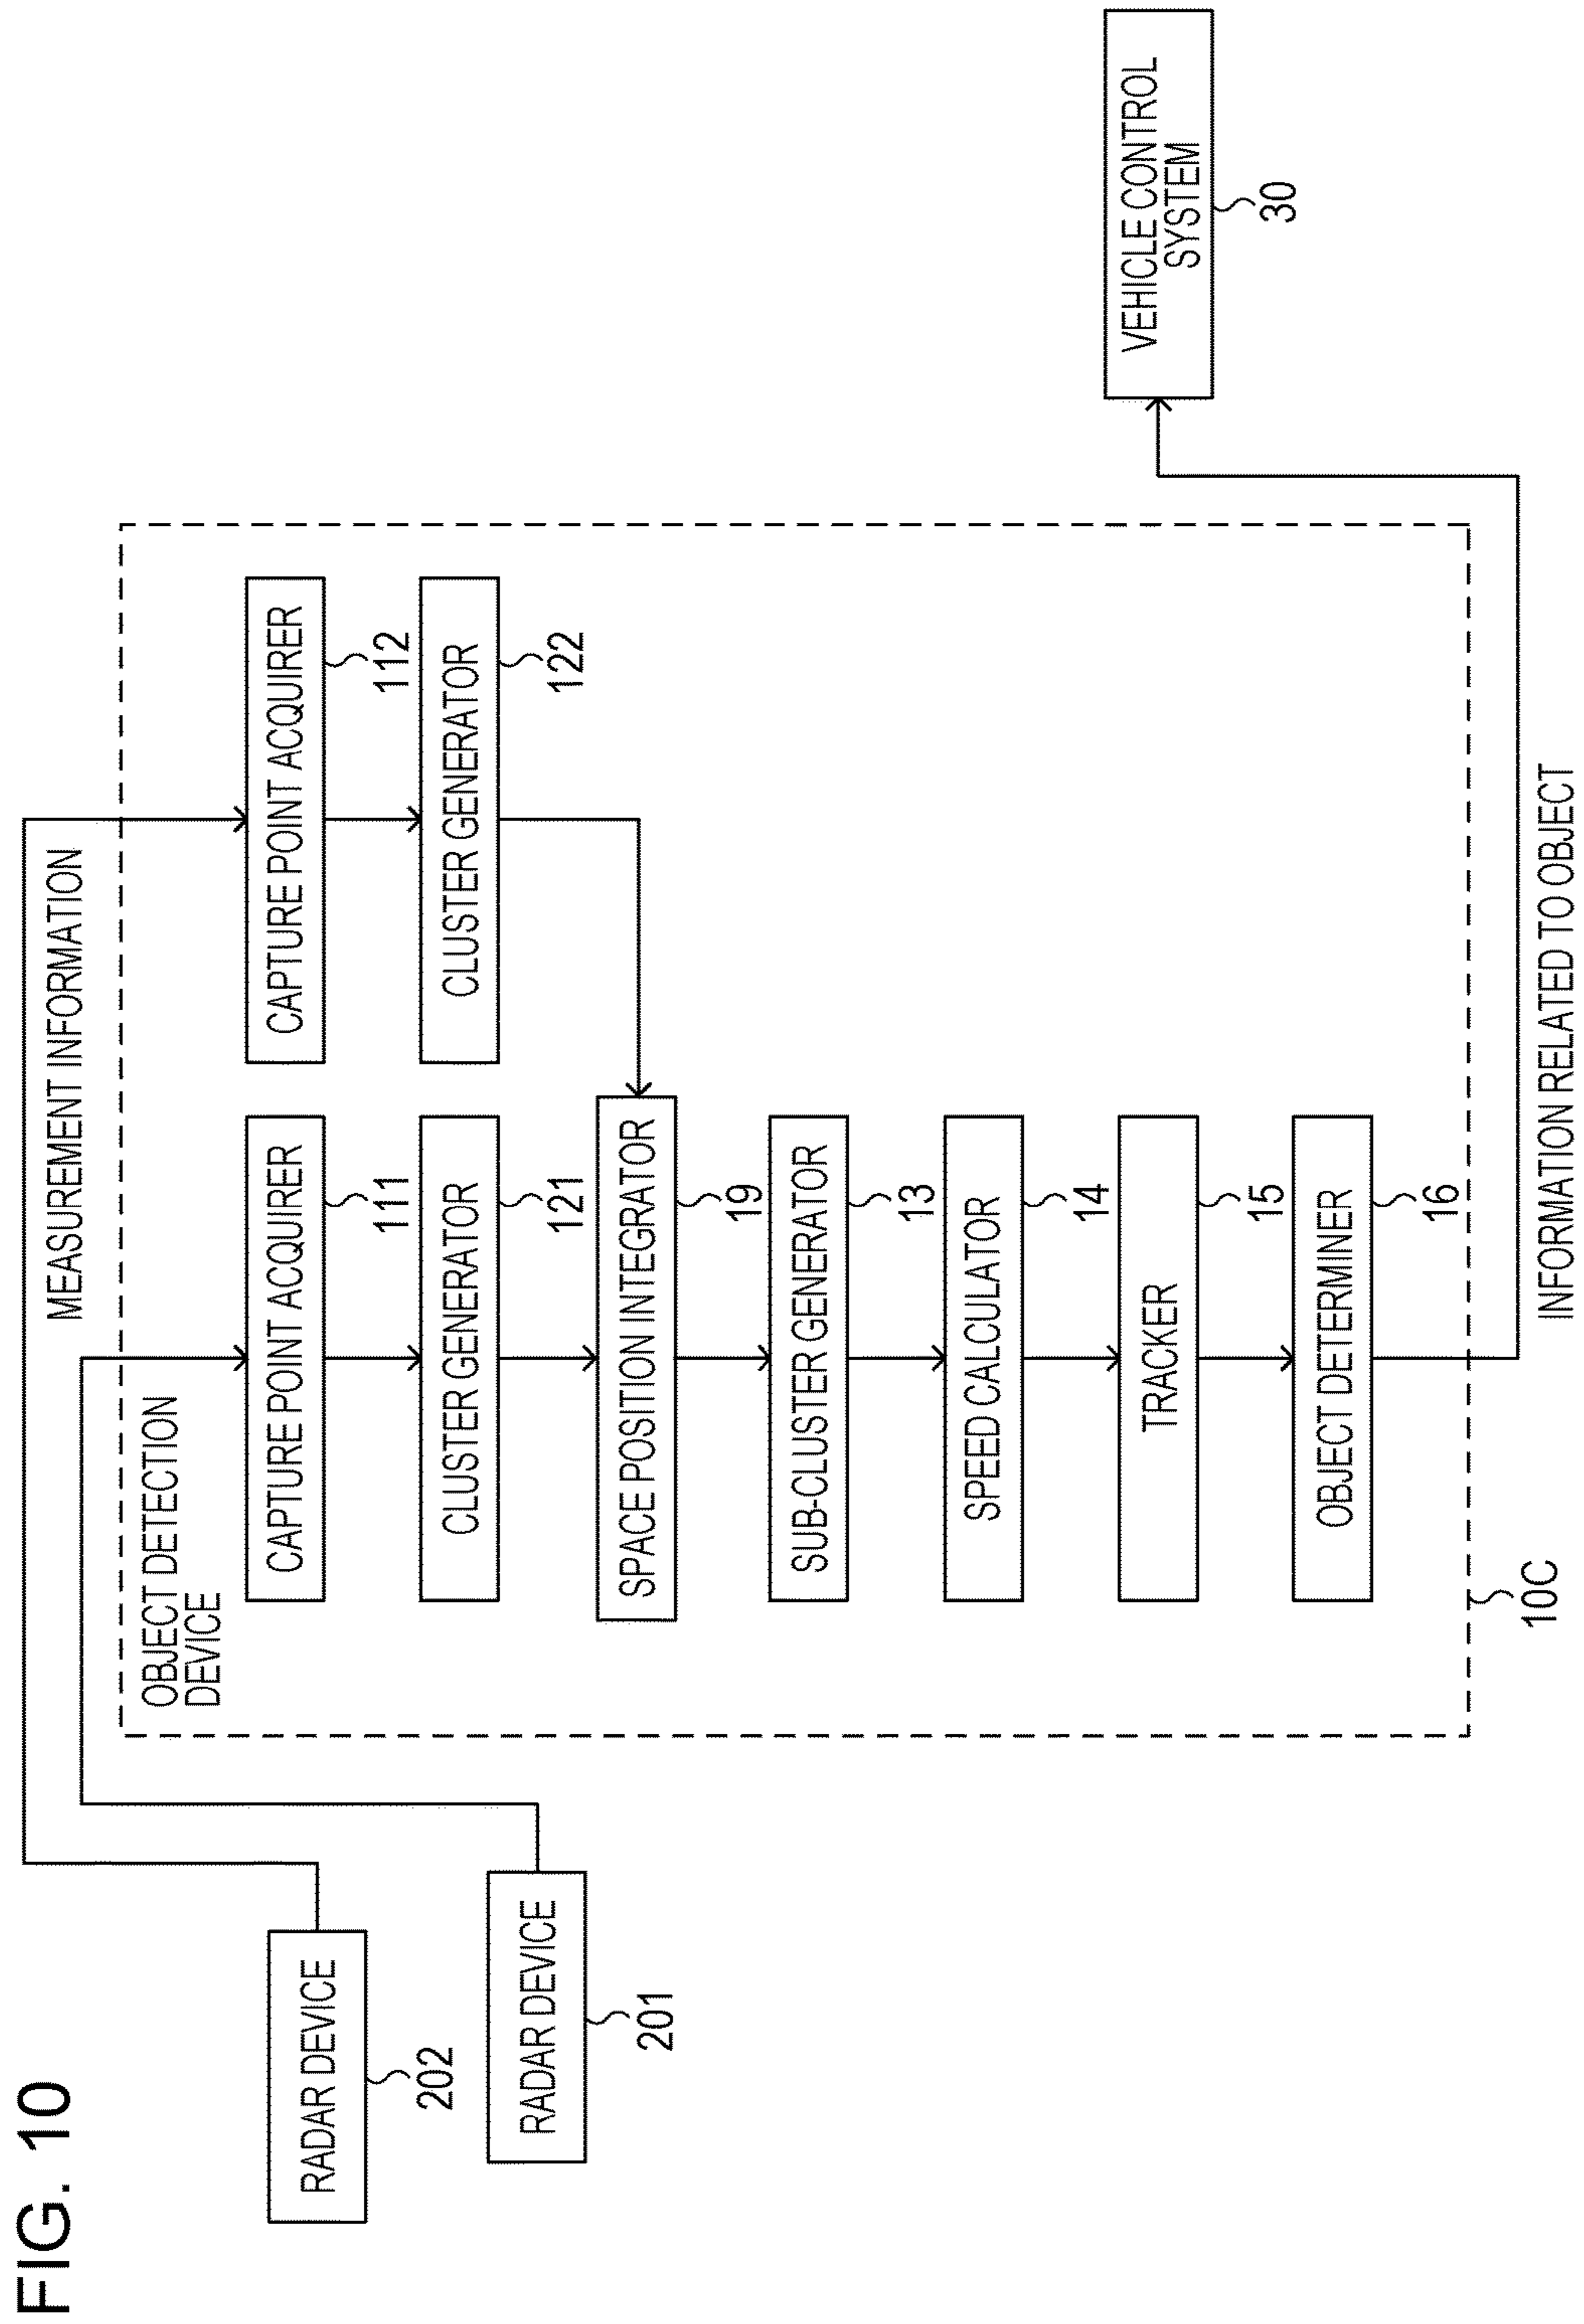 FIG. 10
RADAR DEVICE
202
RADAR DEVICE
201
MEASUREMENT INFORMATION
OBJECT DETECTION
DEVICE
CAPTURE POINT ACQUIRER
111
CAPTURE POINT ACQUIRER
112
CLUSTER GENERATOR
121
CLUSTER GENERATOR
122
SPACE POSITION INTEGRATOR
19
SUB-CLUSTER GENERATOR
13
SPEED CALCULATOR
14
TRACKER
15
OBJECT DETERMINER
16
10C
INFORMATION RELATED TO OBJECT
VEHICLE CONTROL
SYSTEM
30